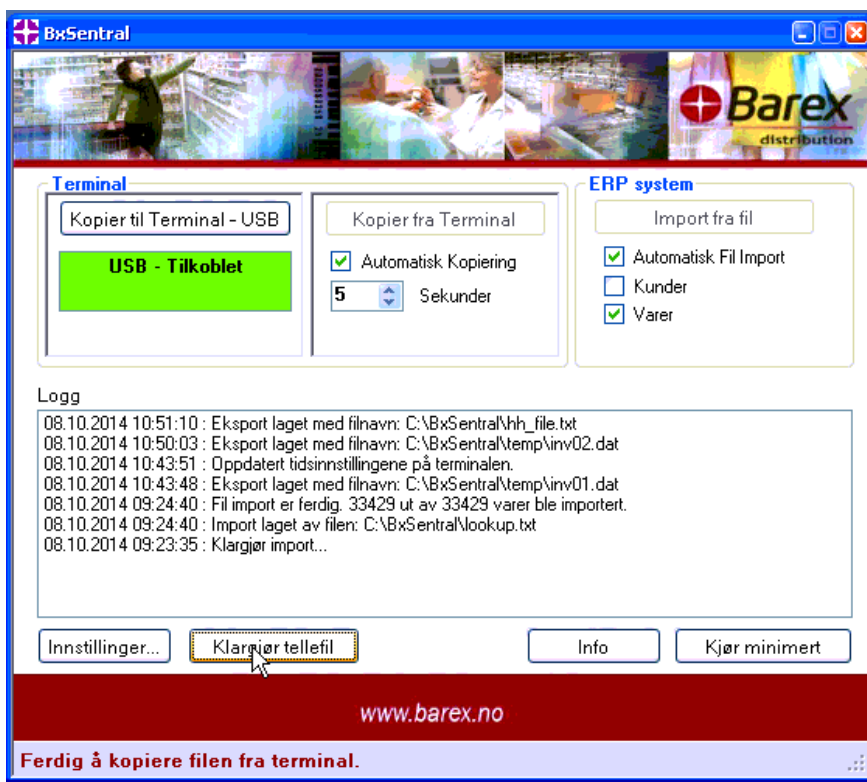 BxSentral
Barex
distribution
Terminal
Kopier til Terminal - USB
USB - Tilkoblet
Kopier fra Terminal
Automatisk Kopiering
5 Sekunder
ERP system
Import fra fil
Automatisk Fil Import
Kunder
Varer
Logg
08.10.2014 10:51:10 : Eksport laget med filnavn: C:\BxSentral\hh_file.txt
08.10.2014 10:50:03 : Eksport laget med filnavn: C:\BxSentral\temp\inv02.dat
08.10.2014 10:43:51 : Oppdatert tidsinnstillingene på terminalen.
08.10.2014 10:43:48 : Eksport laget med filnavn: C:\BxSentral\temp\inv01.dat
08.10.2014 09:24:40 : Fil import er ferdig. 33429 ut av 33429 varer ble importert.
08.10.2014 09:24:40 : Import laget av filen: C:\BxSentral\lookup.txt
08.10.2014 09:23:35 : Klargjør import...
Innstillinger...
Klargjør tellefil
Info
Kjør minimert
www.barex.no
Ferdig å kopiere filen fra terminal.